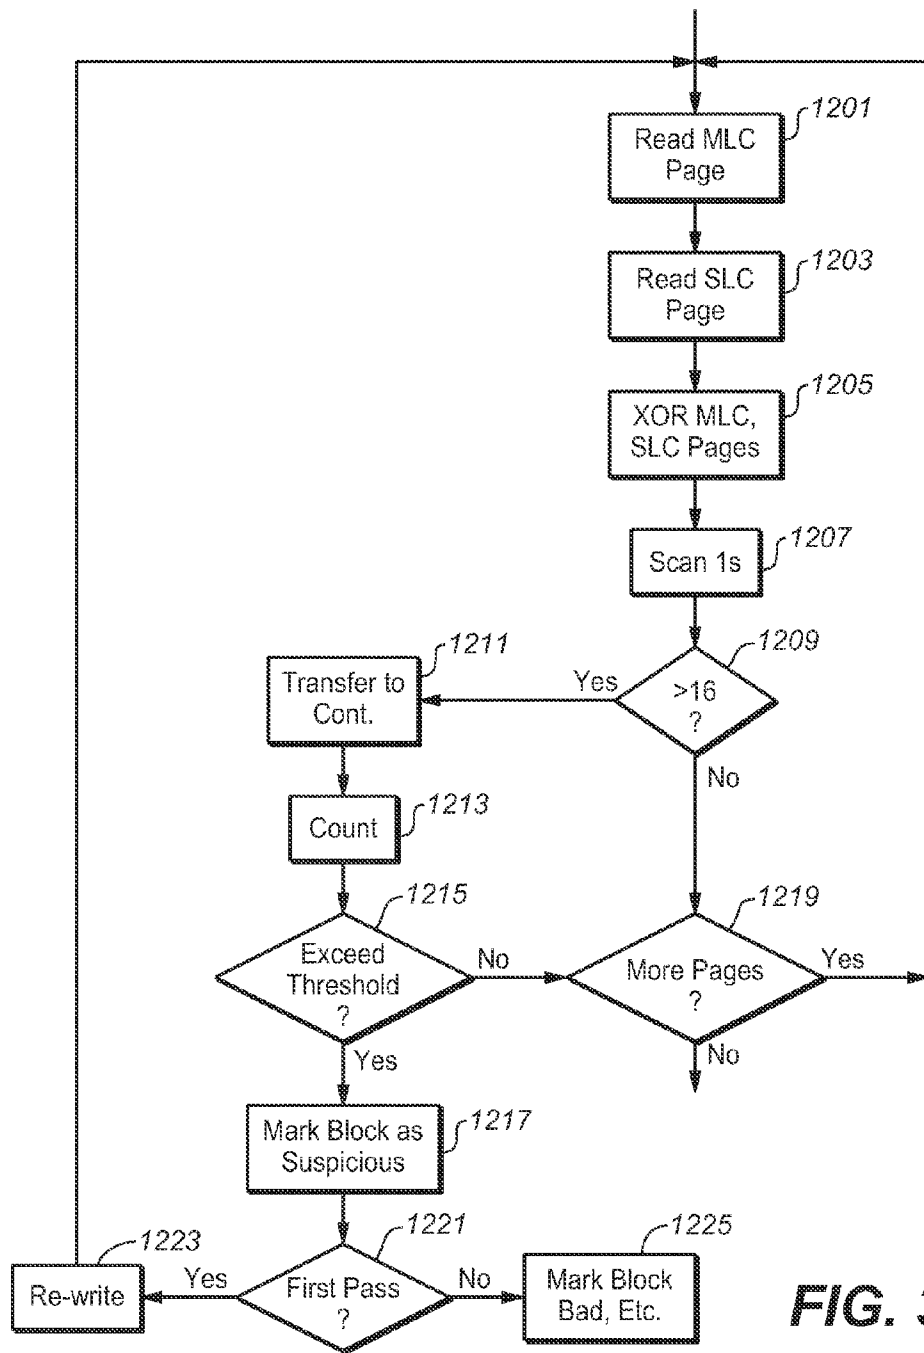 1201
Read MLC
Page
1203
Read SLC
Page
1205
XOR MLC,
SLC Pages
1207
Scan 1s
1209
>16
?
Yes
No
1211
Transfer to
Cont.
1213
Count
1215
Exceed
Threshold
?
No
Yes
1219
More Pages
?
Yes
No
1217
Mark Block as
Suspicious
1221
First Pass
?
Yes
No
1223
Re-write
1225
Mark Block
Bad, Etc.
FIG.